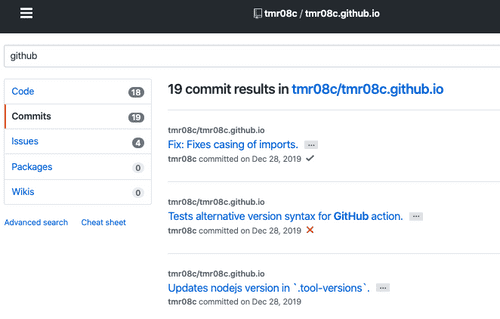 tmr08c / tmr08c.github.io
github
Code 18
Commits 19
Issues 4
Packages 0
Wikis 0
Advanced search Cheat sheet
19 commit results in tmr08c/tmr08c.github.io
tmr08c/tmr08c.github.io
Fix: Fixes casing of imports. ...
tmr08c committed on Dec 28, 2019 ✓
tmr08c/tmr08c.github.io
Tests alternative version syntax for GitHub action. ...
tmr08c committed on Dec 28, 2019 ✕
tmr08c/tmr08c.github.io
Updates nodejs version in `.tool-versions`. ...
tmr08c committed on Dec 28, 2019